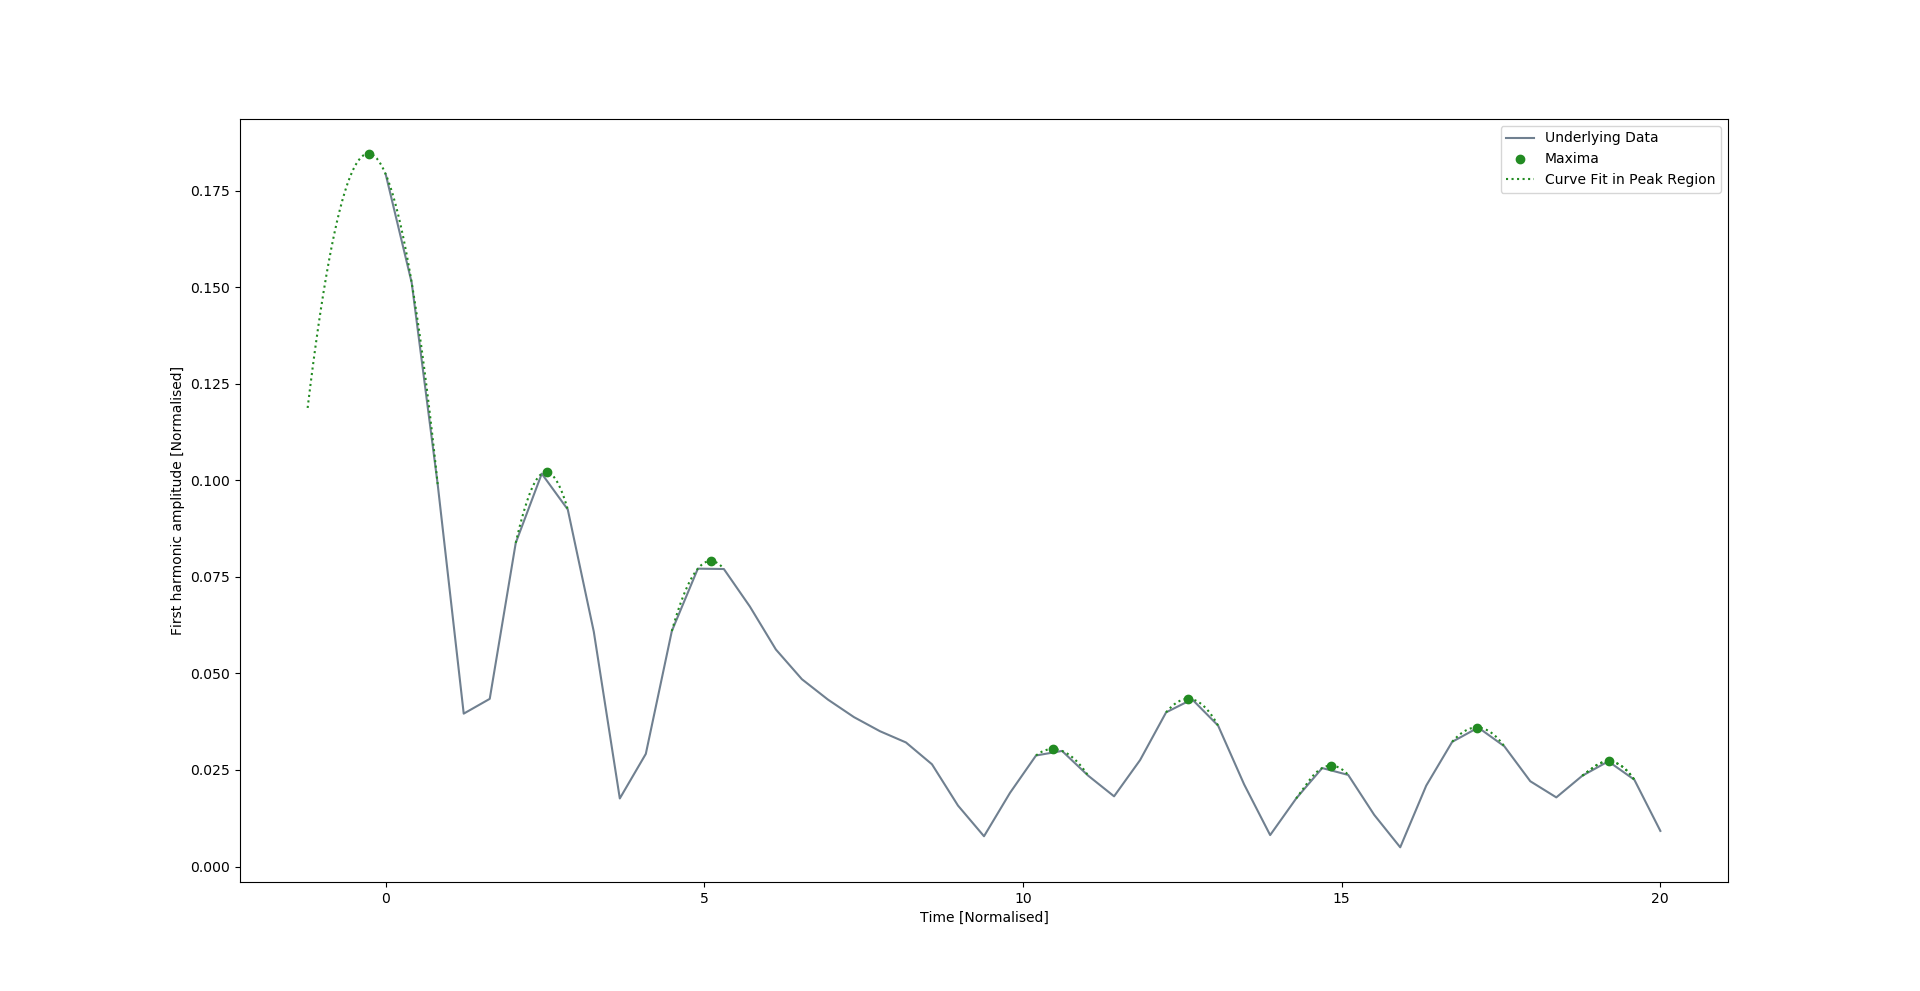 Underlying Data
Maxima
Curve Fit in Peak Region
0.175
0.150
0.125
0.100
0.075
0.050
0.025
0.000
First harmonic amplitude [Normalised]
0 5 10 15 20
Time [Normalised]